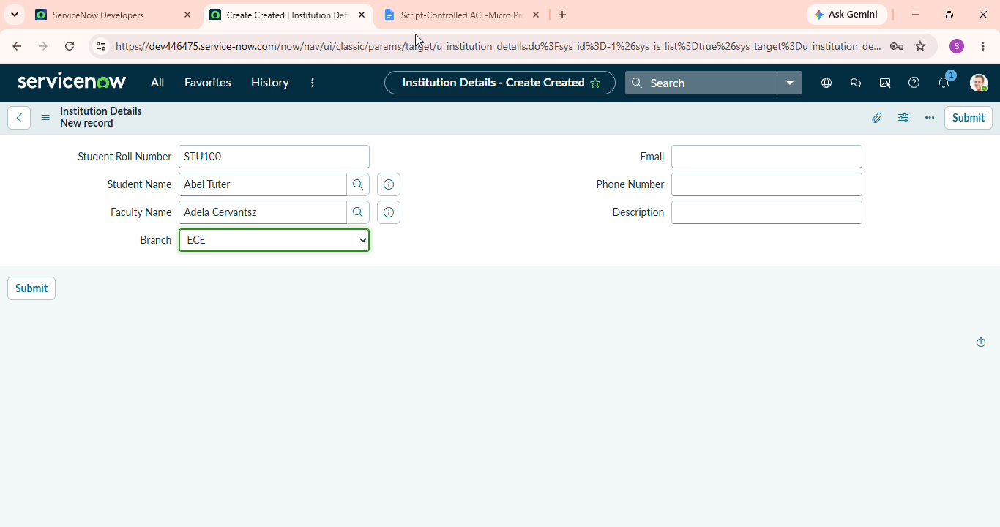 ServiceNow Developers
Create Created | Institution Deta
Script-Controlled ACL-Micro Pr
Ask Gemini
https://dev446475.service-now.com/now/nav/ui/classic/params/target/u_institution_details.do%3Fsys_id%3D-1%26sys_is_list%3Dtrue%26sys_target%3Du_institution_de...
S
servicenow
All
Favorites
History
Institution Details - Create Created
Search
1
Institution Details
New record
Submit
Student Roll Number
STU100
Email
Student Name
Abel Tuter
Phone Number
Faculty Name
Adela Cervantsz
Description
Branch
ECE
Submit